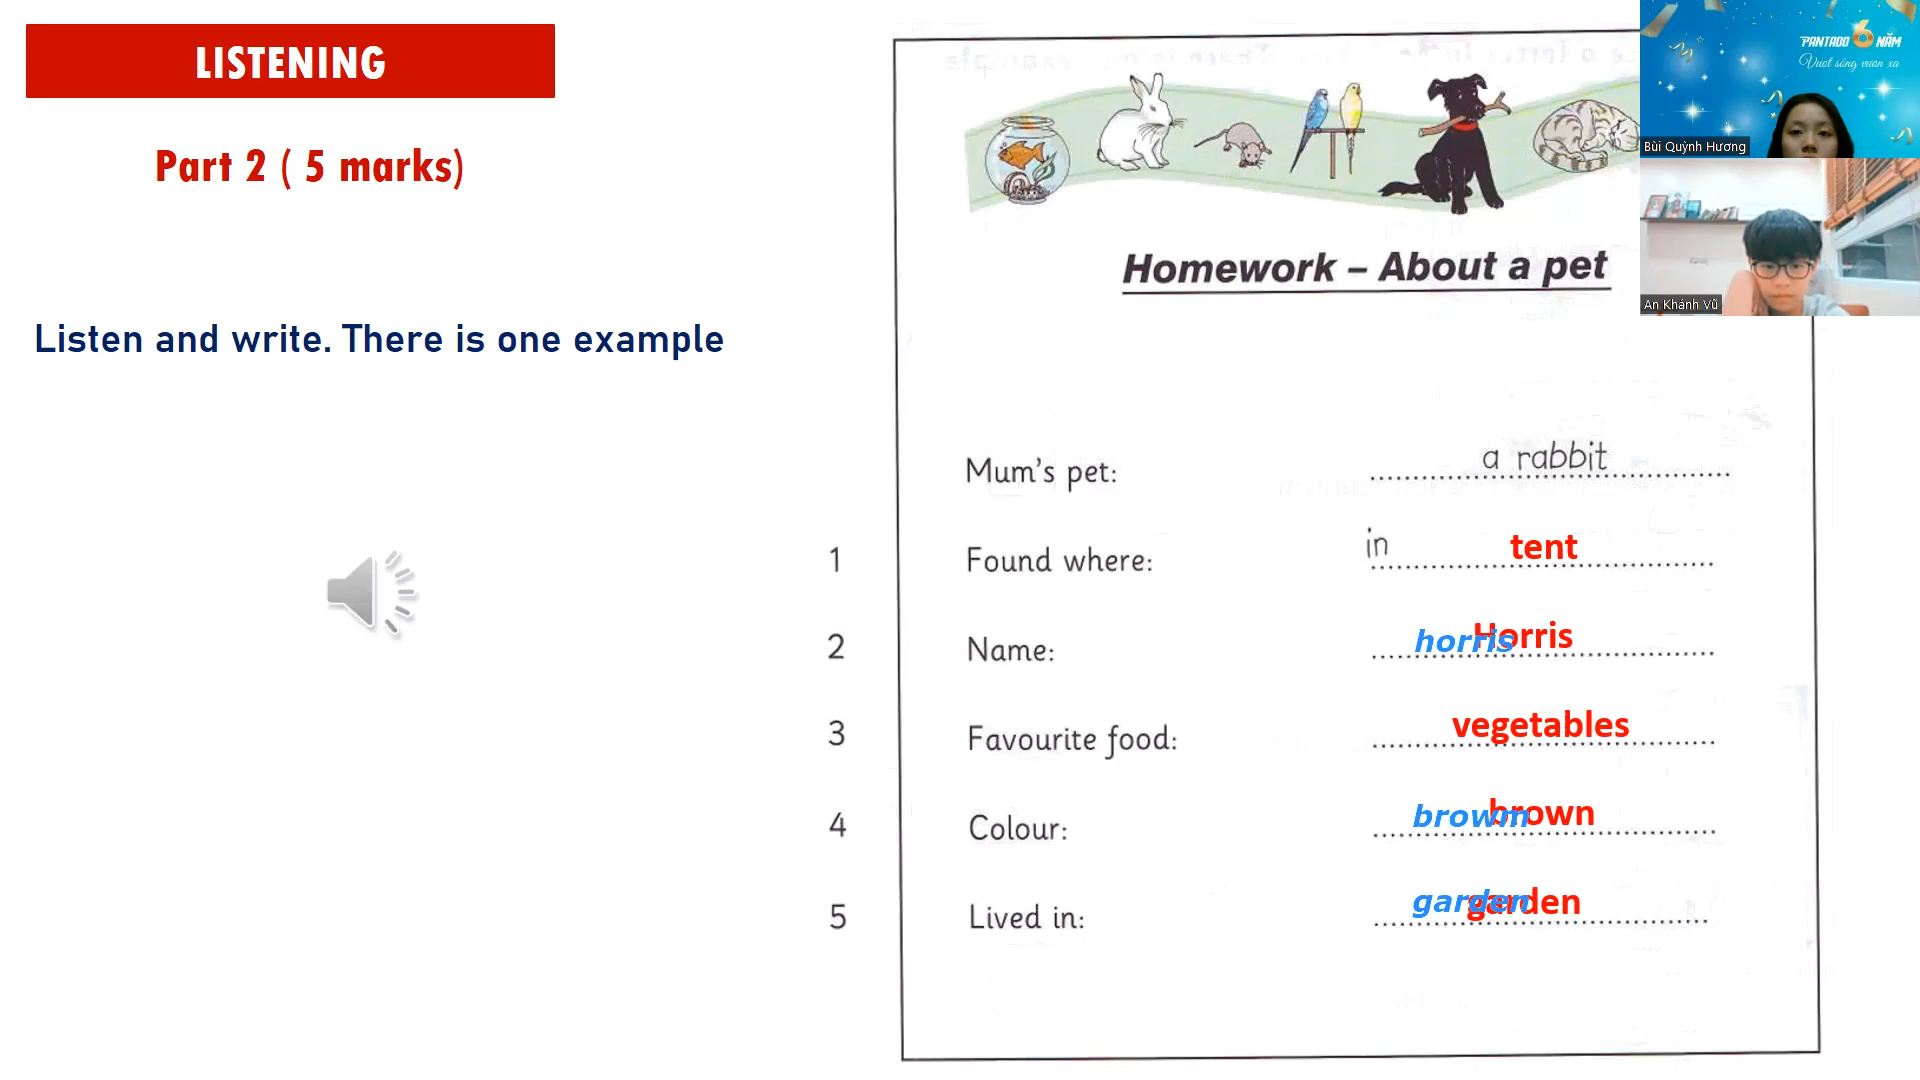 LISTENING
Part 2 ( 5 marks)
Listen and write. There is one example
Homework – About a pet
Mum's pet: a rabbit
1 Found where: in tent
2 Name: horris Horris
3 Favourite food: vegetables
4 Colour: browm brown
5 Lived in: garden garden
PANTADO 6 NĂM
Vượt sóng vươn xa
Bùi Quỳnh Hương
An Khánh Vũ